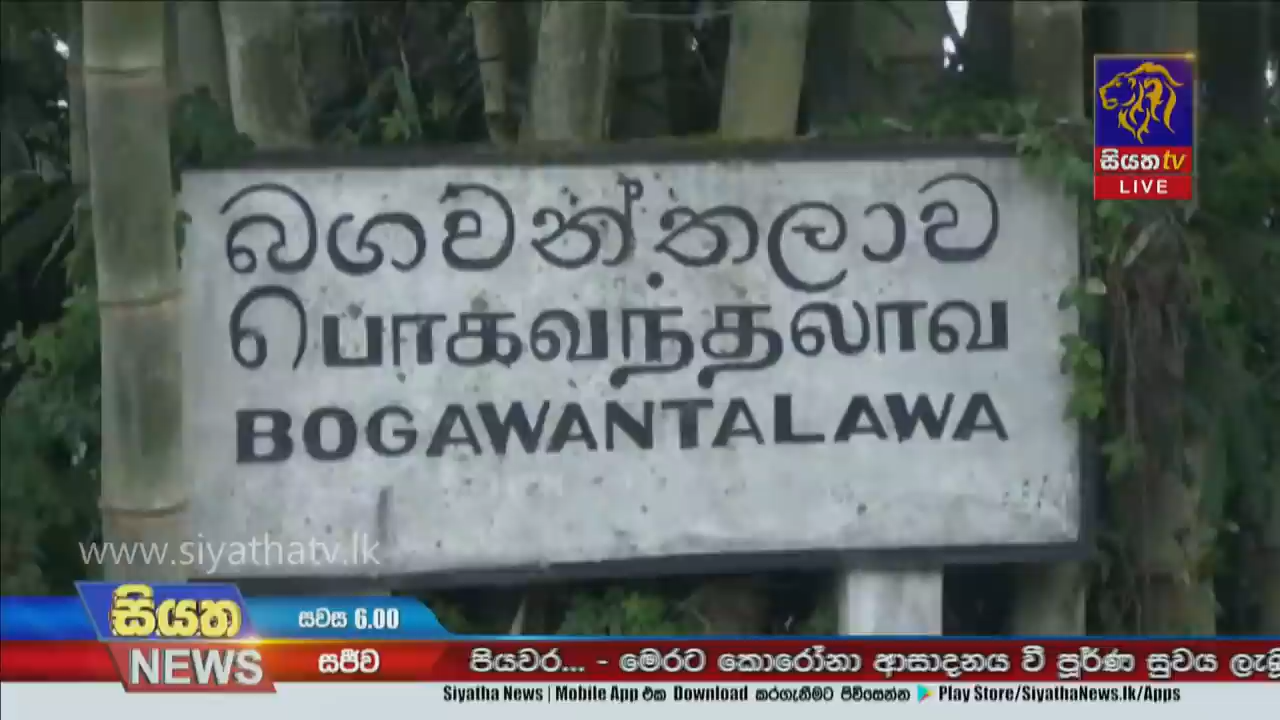 සියත tv
LIVE
බගවන්තලාව
பொகவந்தலாவ
BOGAWANTALAWA
www.siyathatv.lk
සියත
NEWS
සවස 6.00
සජීව
පියවර... - මෙරට කොරෝනා ආසාදනය වී පූර්ණ සුවය
Siyatha News | Mobile App එක Download කරගැනීමට පිවිසෙන්න Play Store/SiyathaNews.lk/Apps